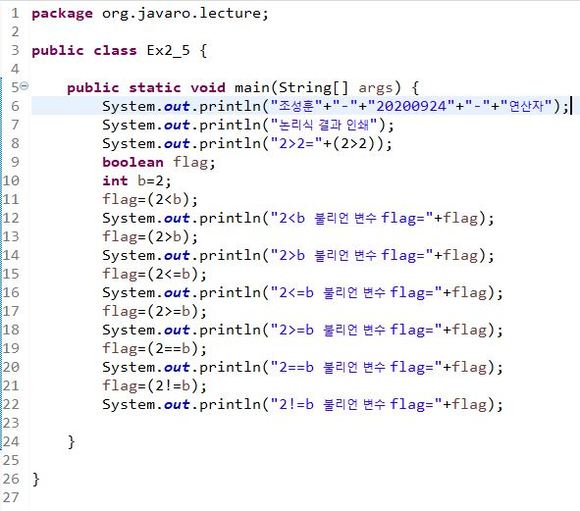 1 package org.javaro.lecture;
2
3 public class Ex2_5 {
4
5     public static void main(String[] args) {
6         System.out.println("조성훈"+"-"+"20200924"+"-"+"연산자");
7         System.out.println("논리식 결과 인쇄");
8         System.out.println("2>2="+(2>2));
9         boolean flag;
10         int b=2;
11         flag=(2<b);
12         System.out.println("2<b 불리언 변수 flag="+flag);
13         flag=(2>b);
14         System.out.println("2>b 불리언 변수 flag="+flag);
15         flag=(2<=b);
16         System.out.println("2<=b 불리언 변수 flag="+flag);
17         flag=(2>=b);
18         System.out.println("2>=b 불리언 변수 flag="+flag);
19         flag=(2==b);
20         System.out.println("2==b 불리언 변수 flag="+flag);
21         flag=(2!=b);
22         System.out.println("2!=b 불리언 변수 flag="+flag);
23
24     }
25
26 }
27